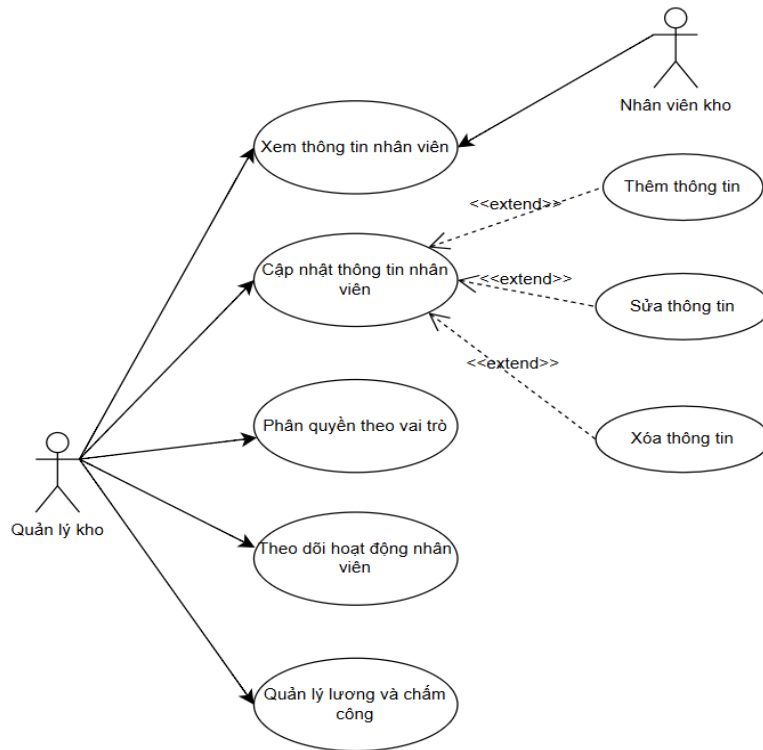 Nhân viên kho
Xem thông tin nhân viên
Thêm thông tin
<<extend>>
Cập nhật thông tin nhân
viên
<<extend>>
Sửa thông tin
<<extend>>
Phân quyền theo vai trò
Xóa thông tin
Quản lý kho
Theo dõi hoạt động nhân
viên
Quản lý lương và chấm
công